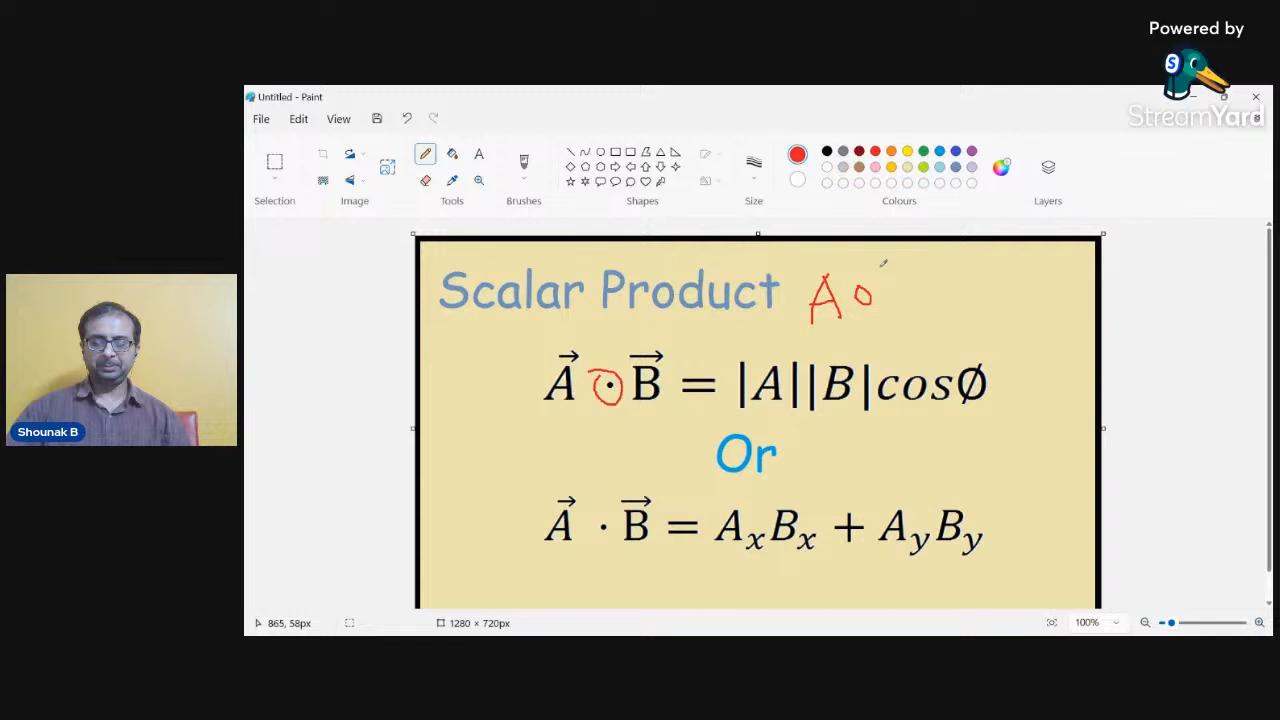 Powered by
StreamYard
Untitled - Paint
File Edit View
Selection Image Tools Brushes Shapes Size Colours Layers
Scalar Product A o
A⃗ · B⃗ = |A||B|cosØ
Or
A⃗ · B⃗ = AₓBₓ + A_yB_y
Shounak B
865, 58px 1280 × 720px 100%